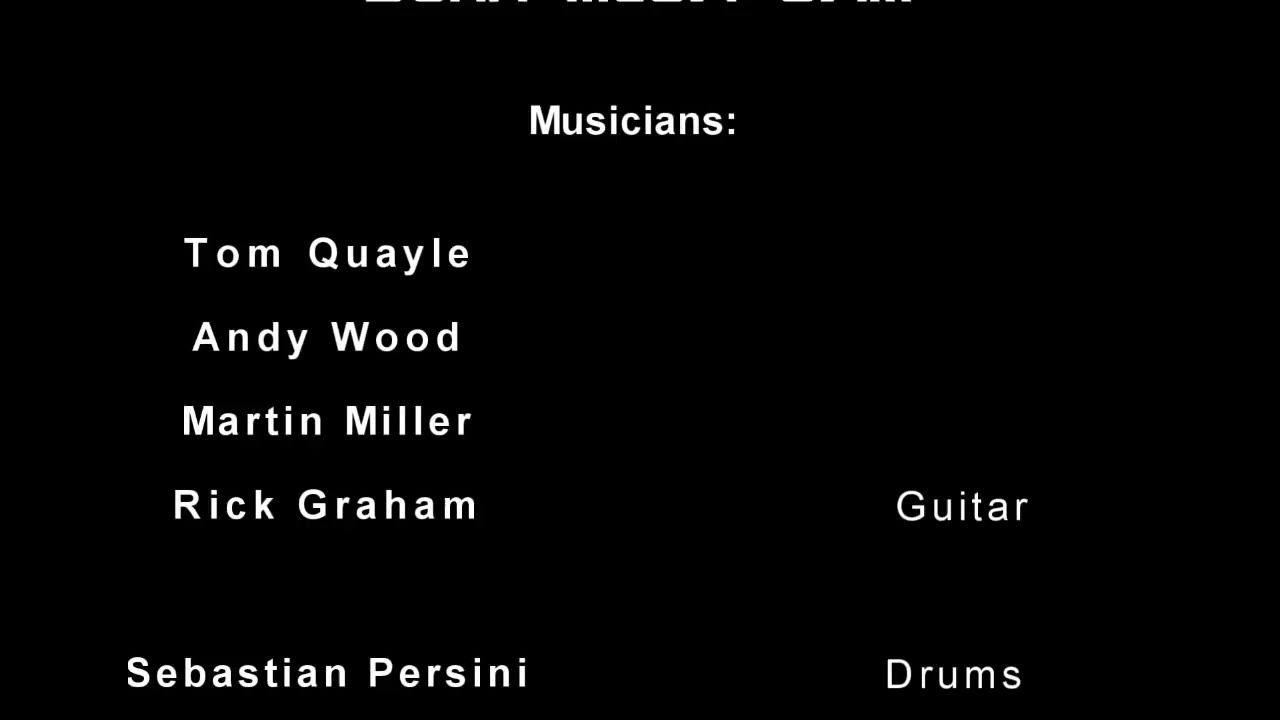 Musicians:
Tom Quayle
Andy Wood
Martin Miller
Rick Graham Guitar
Sebastian Persini Drums